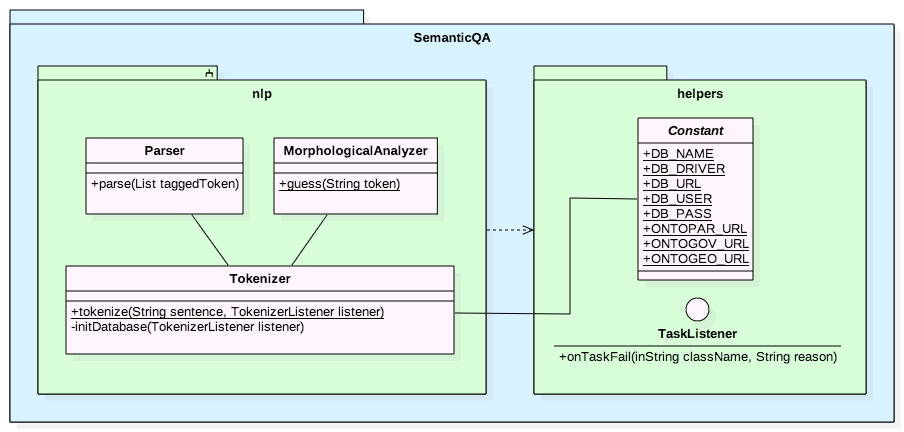 SemanticQA
nlp
helpers
Parser
+parse(List taggedToken)
MorphologicalAnalyzer
+guess(String token)
Tokenizer
+tokenize(String sentence, TokenizerListener listener)
-initDatabase(TokenizerListener listener)
Constant
+DB_NAME
+DB_DRIVER
+DB_URL
+DB_USER
+DB_PASS
+ONTOPAR_URL
+ONTOGOV_URL
+ONTOGEO_URL
TaskListener
+onTaskFail(inString className, String reason)